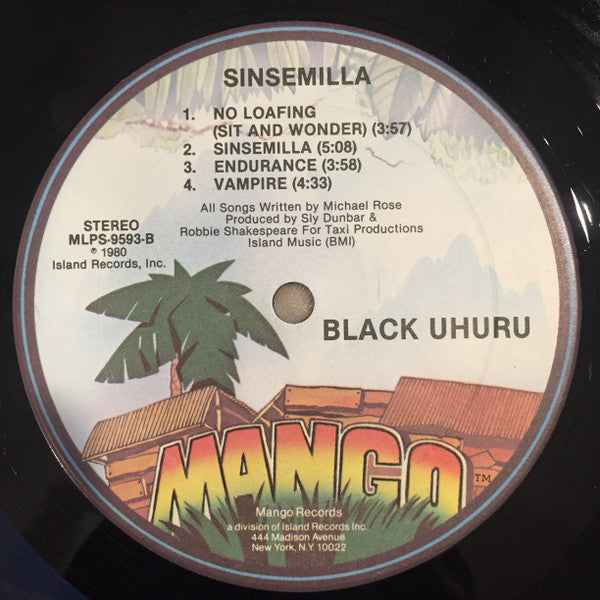 SINSEMILLA
1. NO LOAFING
(SIT AND WONDER) (3:57)
2. SINSEMILLA (5:08)
3. ENDURANCE (3:58)
4. VAMPIRE (4:33)
All Songs Written by Michael Rose
Produced by Sly Dunbar &
Robbie Shakespeare For Taxi Productions
Island Music (BMI)
STEREO
MLPS-9593-B
℗ 1980
Island Records, Inc.
BLACK UHURU
MANGO TM
Mango Records
a division of Island Records Inc.
444 Madison Avenue
New York, N.Y. 10022